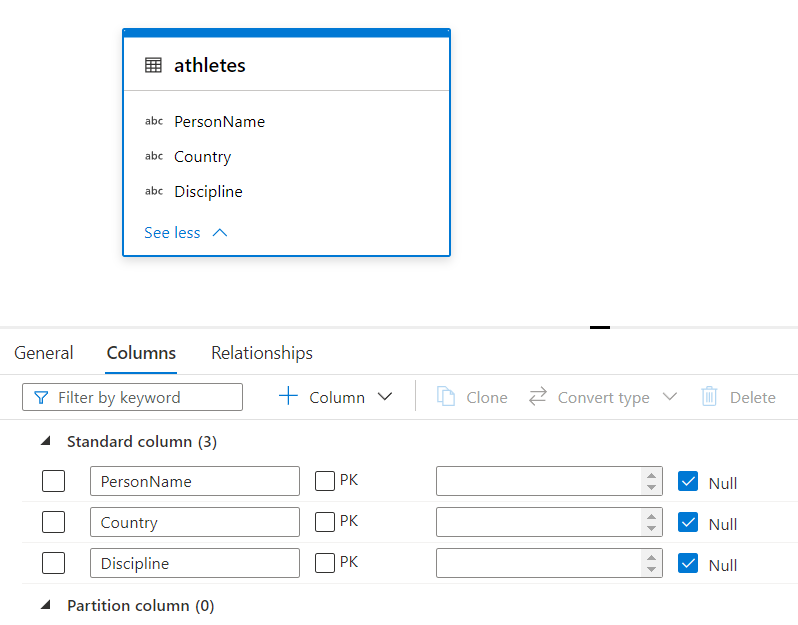 athletes
abc PersonName
abc Country
abc Discipline
See less
General Columns Relationships
Filter by keyword Column Clone Convert type Delete
Standard column (3)
PersonName PK Null
Country PK Null
Discipline PK Null
Partition column (0)